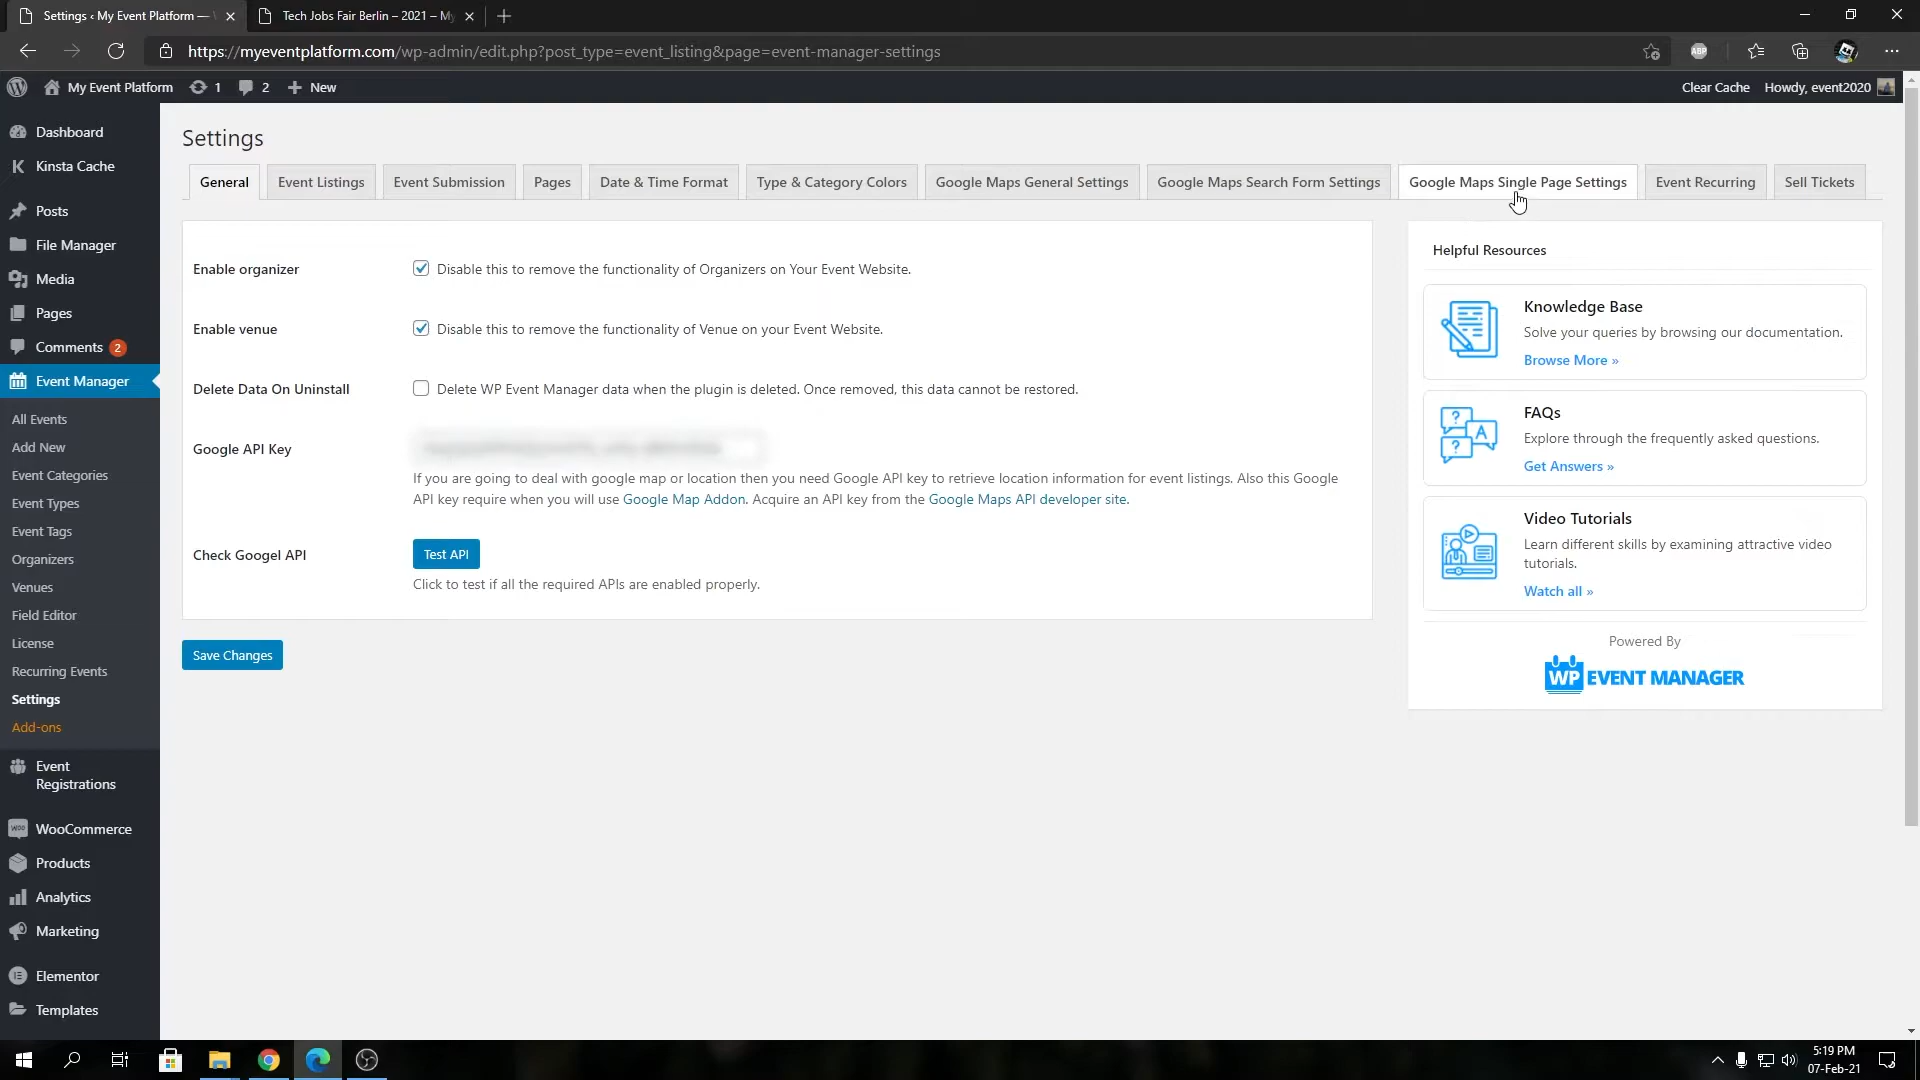 Settings ‹ My Event Platform —
Tech Jobs Fair Berlin – 2021 – My
https://myeventplatform.com/wp-admin/edit.php?post_type=event_listing&page=event-manager-settings
ABP
My Event Platform
1
2
New
Clear Cache
Howdy, event2020
Dashboard
Kinsta Cache
Posts
File Manager
Media
Pages
Comments 2
Event Manager
All Events
Add New
Event Categories
Event Types
Event Tags
Organizers
Venues
Field Editor
License
Recurring Events
Settings
Add-ons
Event
Registrations
WooCommerce
Products
Analytics
Marketing
Elementor
Templates
Settings
General
Event Listings
Event Submission
Pages
Date & Time Format
Type & Category Colors
Google Maps General Settings
Google Maps Search Form Settings
Google Maps Single Page Settings
Event Recurring
Sell Tickets
Enable organizer
Disable this to remove the functionality of Organizers on Your Event Website.
Enable venue
Disable this to remove the functionality of Venue on your Event Website.
Delete Data On Uninstall
Delete WP Event Manager data when the plugin is deleted. Once removed, this data cannot be restored.
Google API Key
If you are going to deal with google map or location then you need Google API key to retrieve location information for event listings. Also this Google
API key require when you will use Google Map Addon. Acquire an API key from the Google Maps API developer site.
Check Googel API
Test API
Click to test if all the required APIs are enabled properly.
Save Changes
Helpful Resources
Knowledge Base
Solve your queries by browsing our documentation.
Browse More »
FAQs
Explore through the frequently asked questions.
Get Answers »
Video Tutorials
Learn different skills by examining attractive video
tutorials.
Watch all »
Powered By
WP EVENT MANAGER
5:19 PM
07-Feb-21